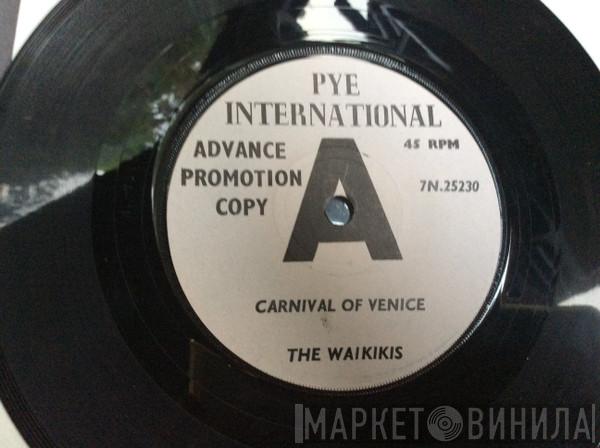 PYE
INTERNATIONAL
ADVANCE
PROMOTION
COPY
A
45 RPM
7N.25230
CARNIVAL OF VENICE
THE WAIKIKIS
МАРКЕТ ВИНИЛА